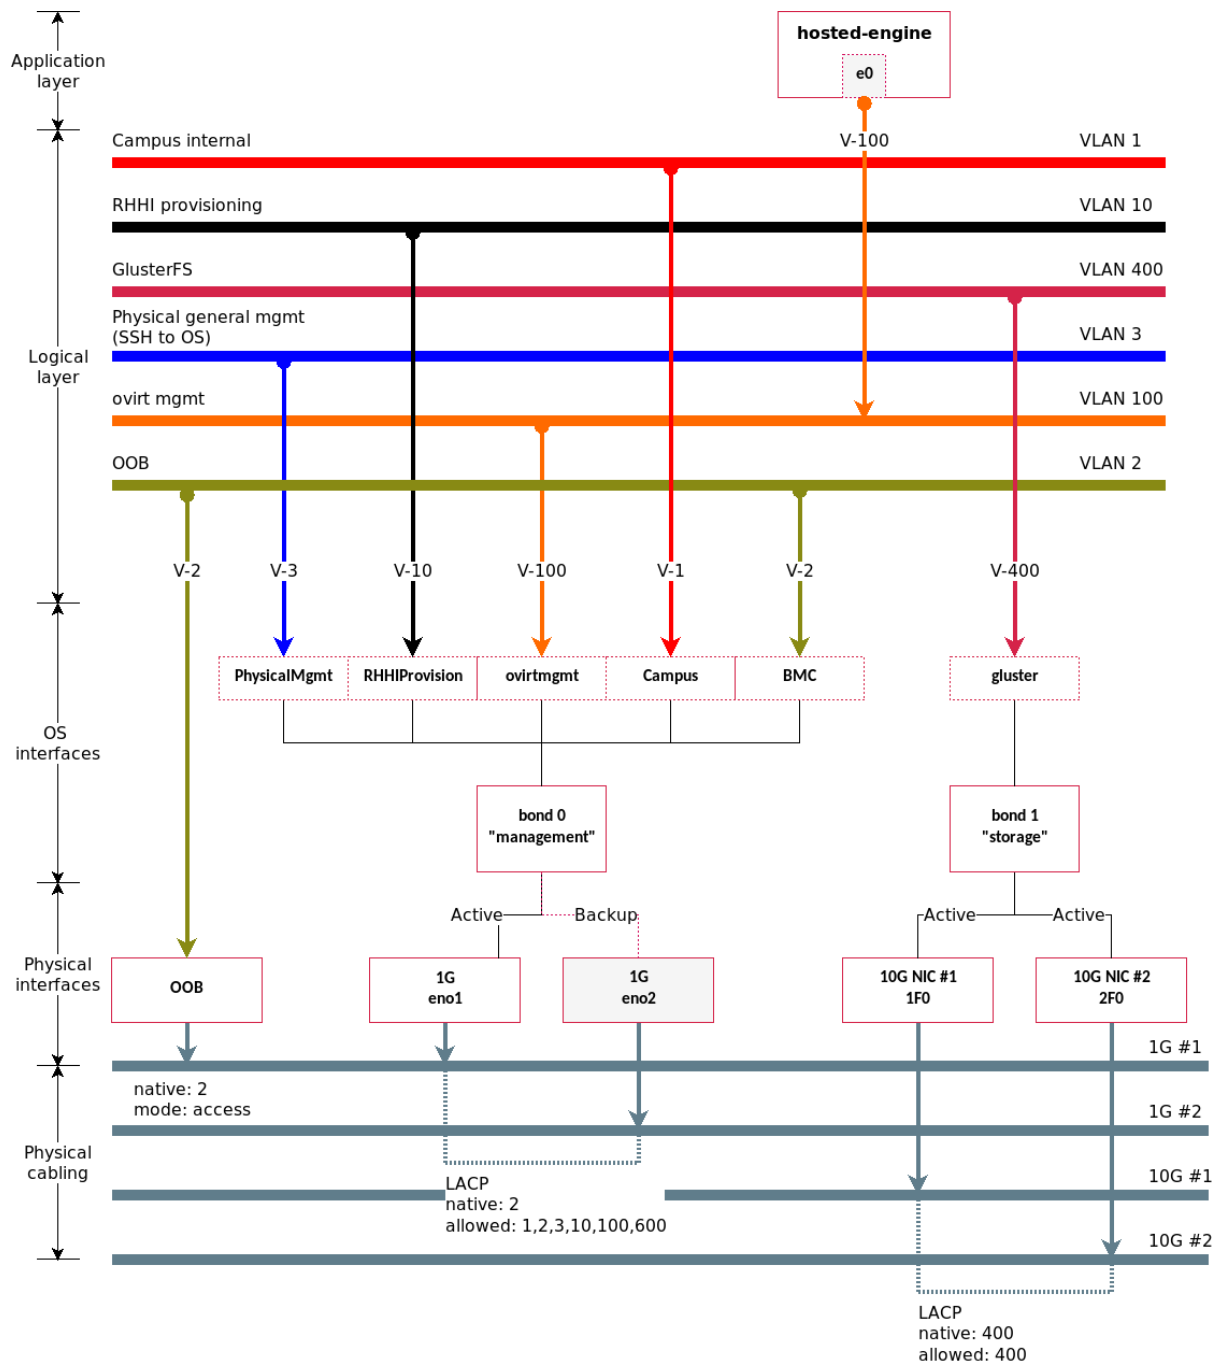 hosted-engine
Application
layer
e0
Campus internal
V-100
VLAN 1
RHHI provisioning
VLAN 10
GlusterFS
VLAN 400
Physical general mgmt
(SSH to OS)
VLAN 3
Logical
layer
ovirt mgmt
VLAN 100
OOB
VLAN 2
V-2
V-3
V-10
V-100
V-1
V-2
V-400
PhysicalMgmt
RHHIProvision
ovirtmgmt
Campus
BMC
gluster
OS
interfaces
bond 0
"management"
bond 1
"storage"
Active
Backup
Active
Active
Physical
interfaces
OOB
1G
eno1
1G
eno2
10G NIC #1
1F0
10G NIC #2
2F0
1G #1
native: 2
mode: access
1G #2
Physical
cabling
10G #1
LACP
native: 2
allowed: 1,2,3,10,100,600
10G #2
LACP
native: 400
allowed: 400